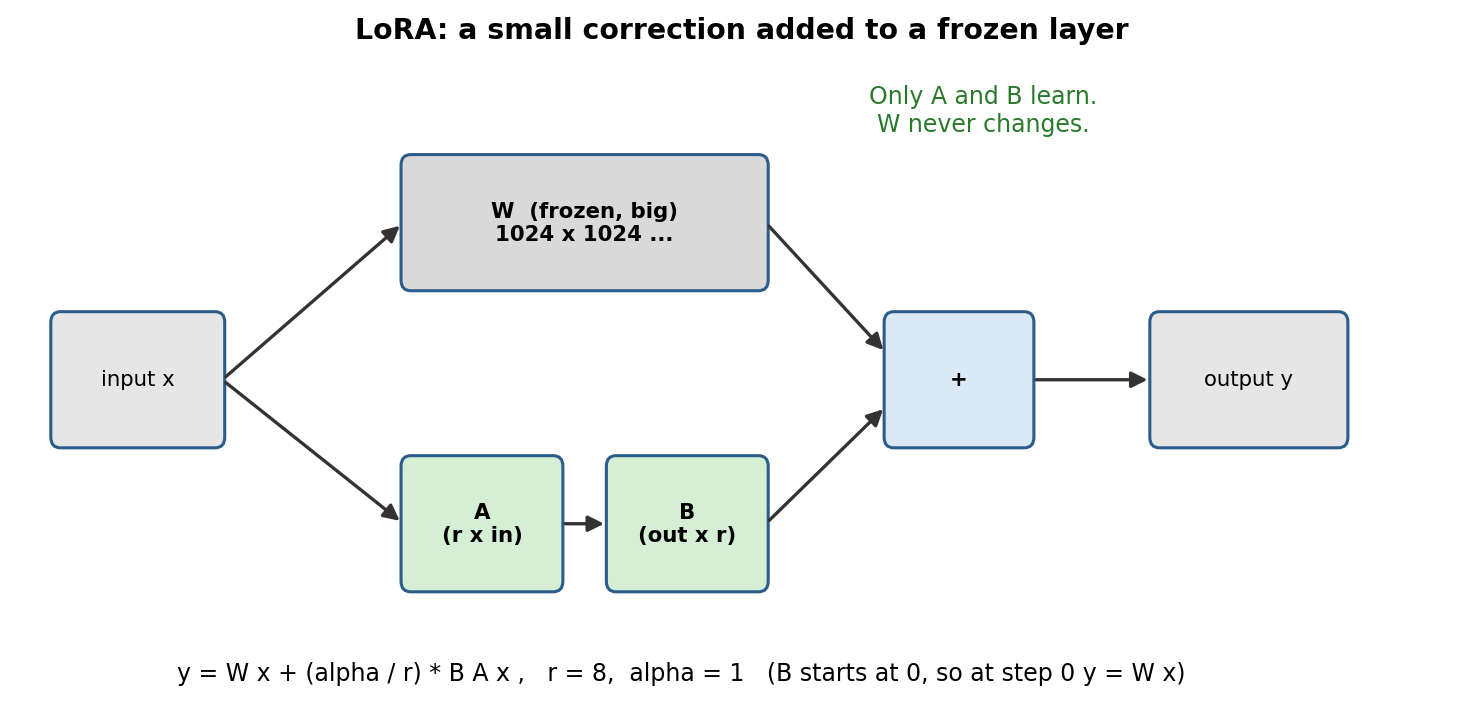 LoRA: a small correction added to a frozen layer
Only A and B learn.
W never changes.
W  (frozen, big)
1024 x 1024 ...
input x
+
output y
A
(r x in)
B
(out x r)
y = W x + (alpha / r) * B A x ,   r = 8,  alpha = 1   (B starts at 0, so at step 0 y = W x)